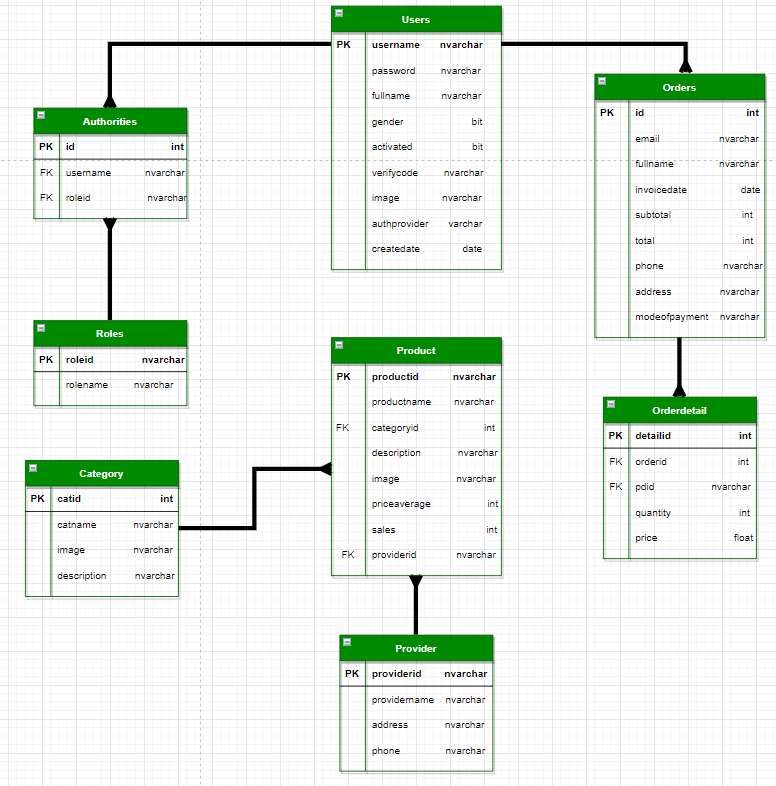 Users
PK username nvarchar
password nvarchar
fullname nvarchar
gender bit
activated bit
verifycode nvarchar
image nvarchar
authprovider varchar
createdate date
Orders
PK id int
email nvarchar
fullname nvarchar
invoicedate date
subtotal int
total int
phone nvarchar
address nvarchar
modeofpayment nvarchar
Authorities
PK id int
FK username nvarchar
FK roleid nvarchar
Roles
PK roleid nvarchar
rolename nvarchar
Product
PK productid nvarchar
productname nvarchar
FK categoryid int
description nvarchar
image nvarchar
priceaverage int
sales int
FK providerid nvarchar
Orderdetail
PK detailid int
FK orderid int
FK pdid nvarchar
quantity int
price float
Category
PK catid int
catname nvarchar
image nvarchar
description nvarchar
Provider
PK providerid nvarchar
providername nvarchar
address nvarchar
phone nvarchar